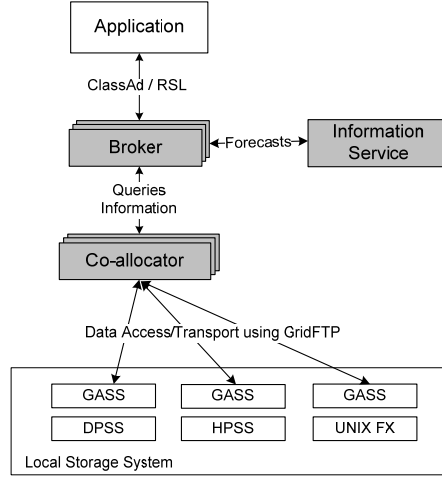 Application
ClassAd / RSL
Broker
Forecasts
Information
Service
Queries
Information
Co-allocator
Data Access/Transport using GridFTP
GASS
GASS
GASS
DPSS
HPSS
UNIX FX
Local Storage System